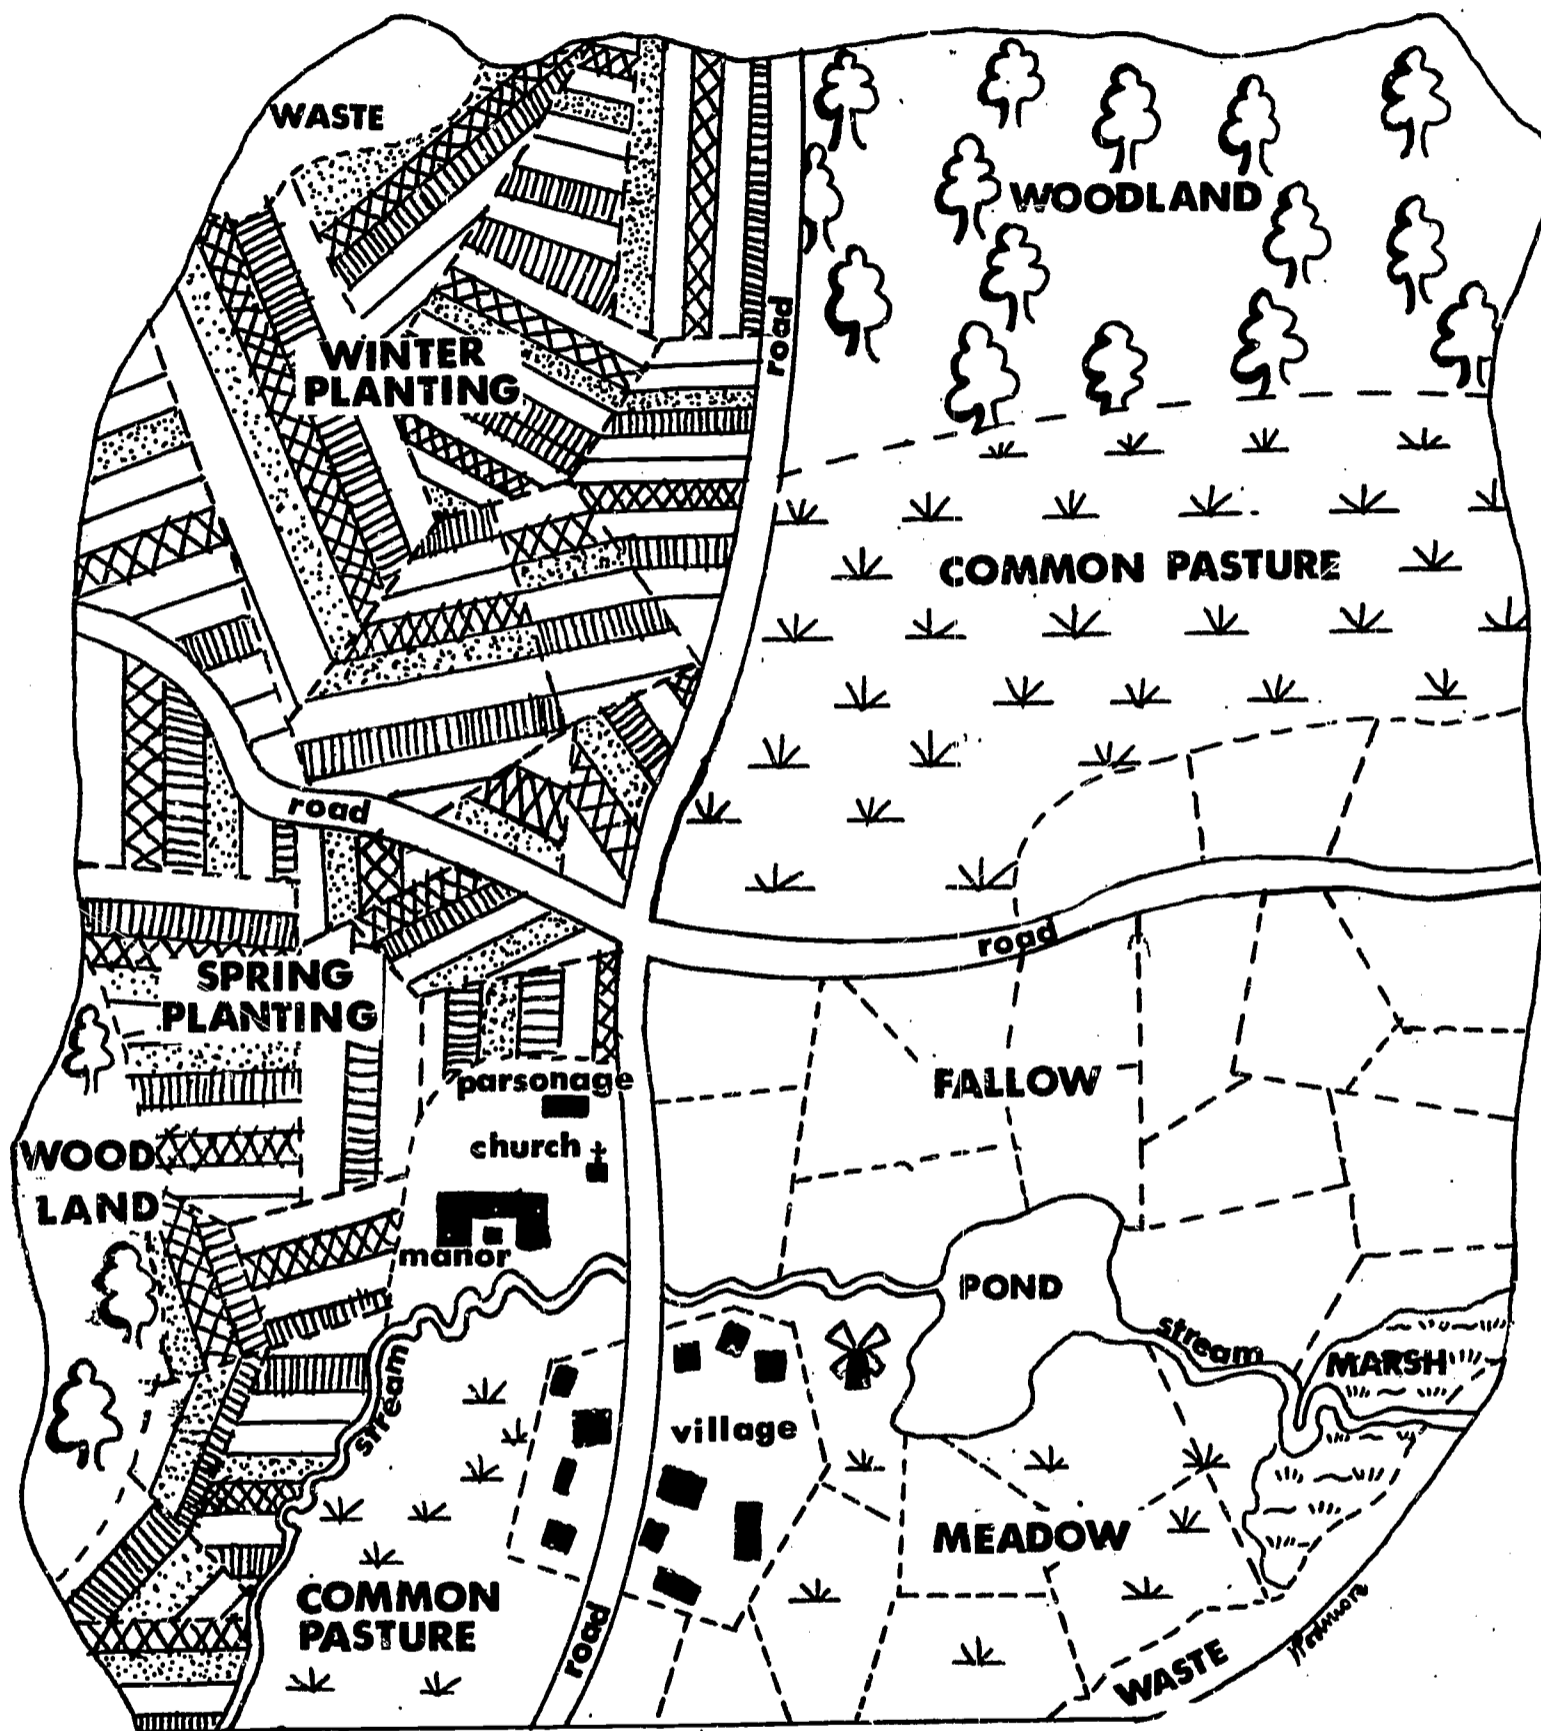 WASTE
WOODLAND
road
WINTER
PLANTING
COMMON PASTURE
road
road
SPRING
PLANTING
FALLOW
parsonage
church
WOOD
LAND
manor
POND
stream
MARSH
stream
village
MEADOW
COMMON
PASTURE
road
WASTE